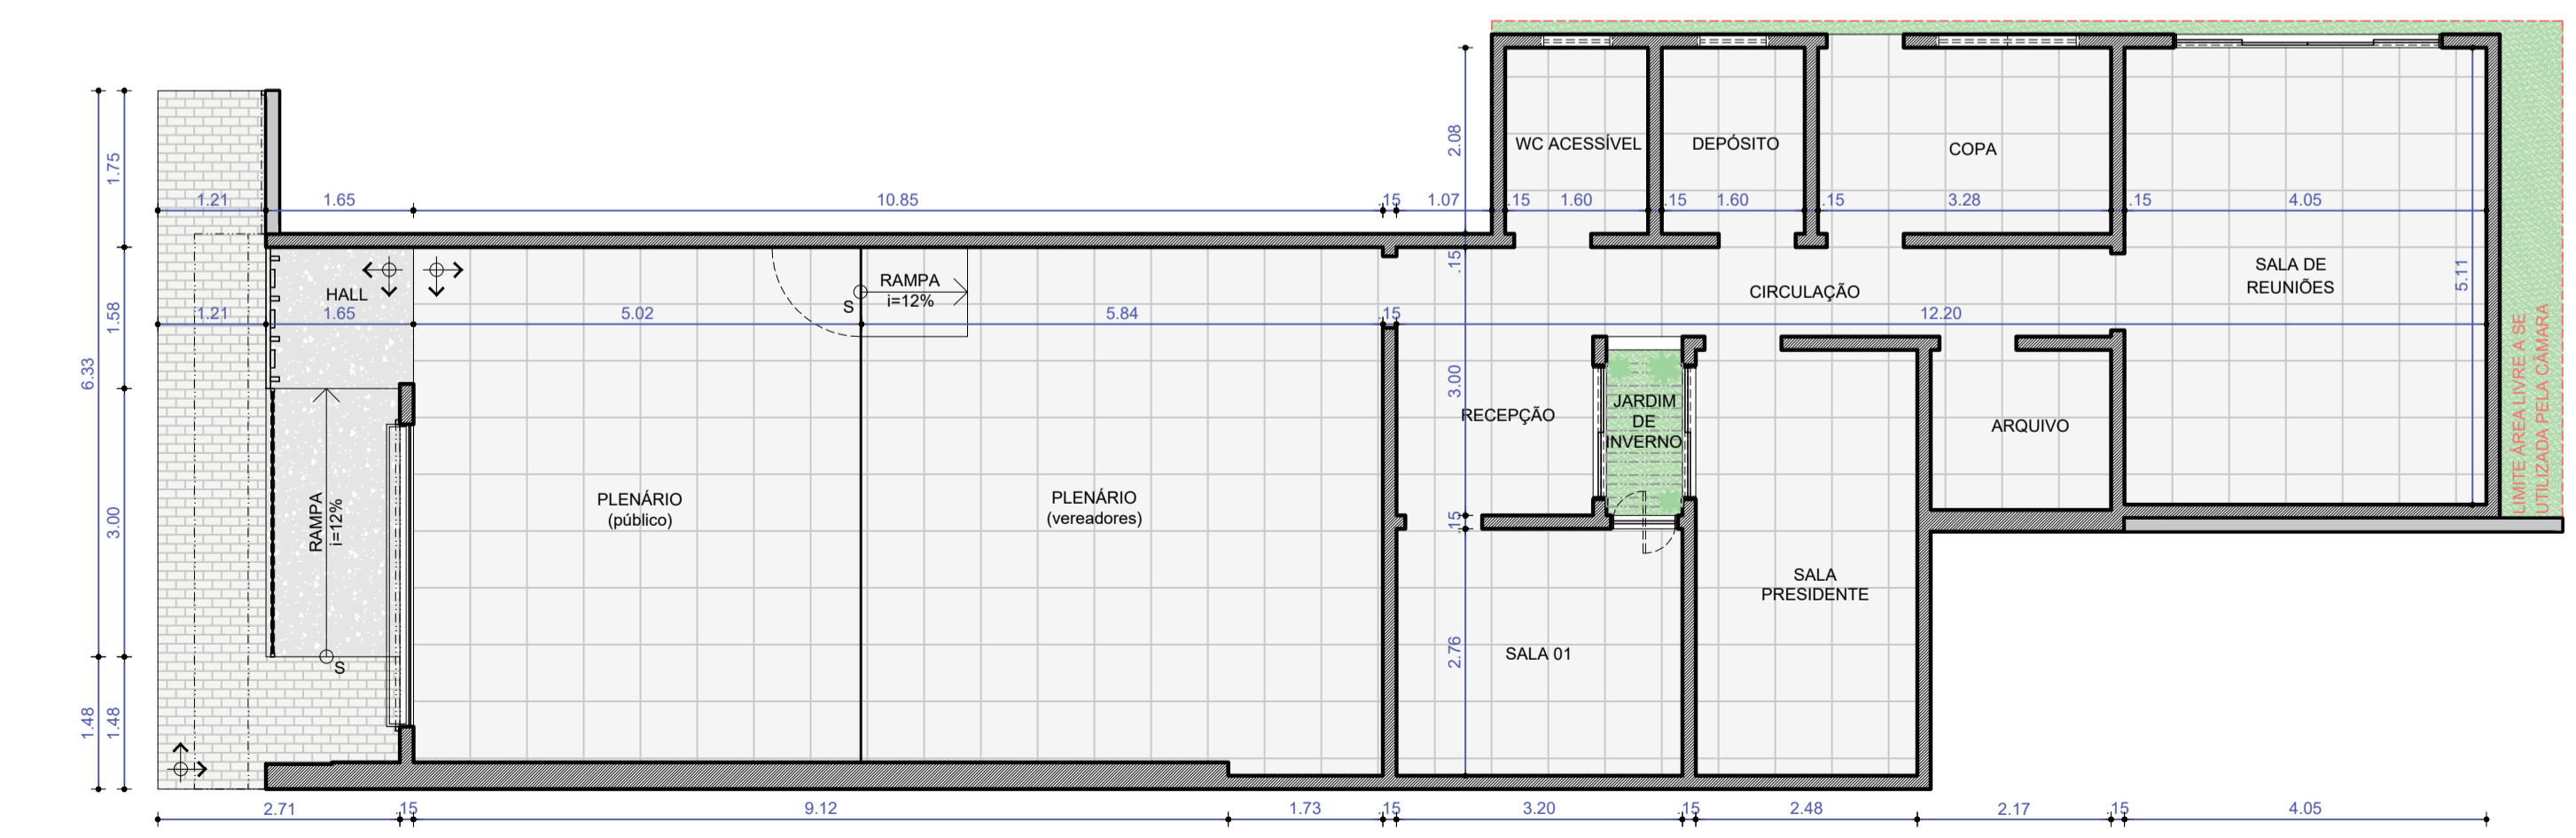 2.08
WC ACESSÍVEL
DEPÓSITO
COPA
1.75
1.21
1.65
10.85
.15
1.07
.15
1.60
.15
1.60
.15
3.28
.15
4.05
HALL
RAMPA
i=12%
S
.15
CIRCULAÇÃO
SALA DE
REUNIÕES
5.11
1.58
1.21
1.65
5.02
5.84
.15
12.20
6.33
3.00
RECEPÇÃO
JARDIM
DE
INVERNO
ARQUIVO
LIMITE ÁREA LIVRE A SE
UTILIZADA PELA CÂMARA
3.00
RAMPA
i=12%
PLENÁRIO
(público)
PLENÁRIO
(vereadores)
.15
SALA
PRESIDENTE
2.76
SALA 01
S
1.48
1.48
2.71
.15
9.12
1.73
.15
3.20
.15
2.48
2.17
.15
4.05